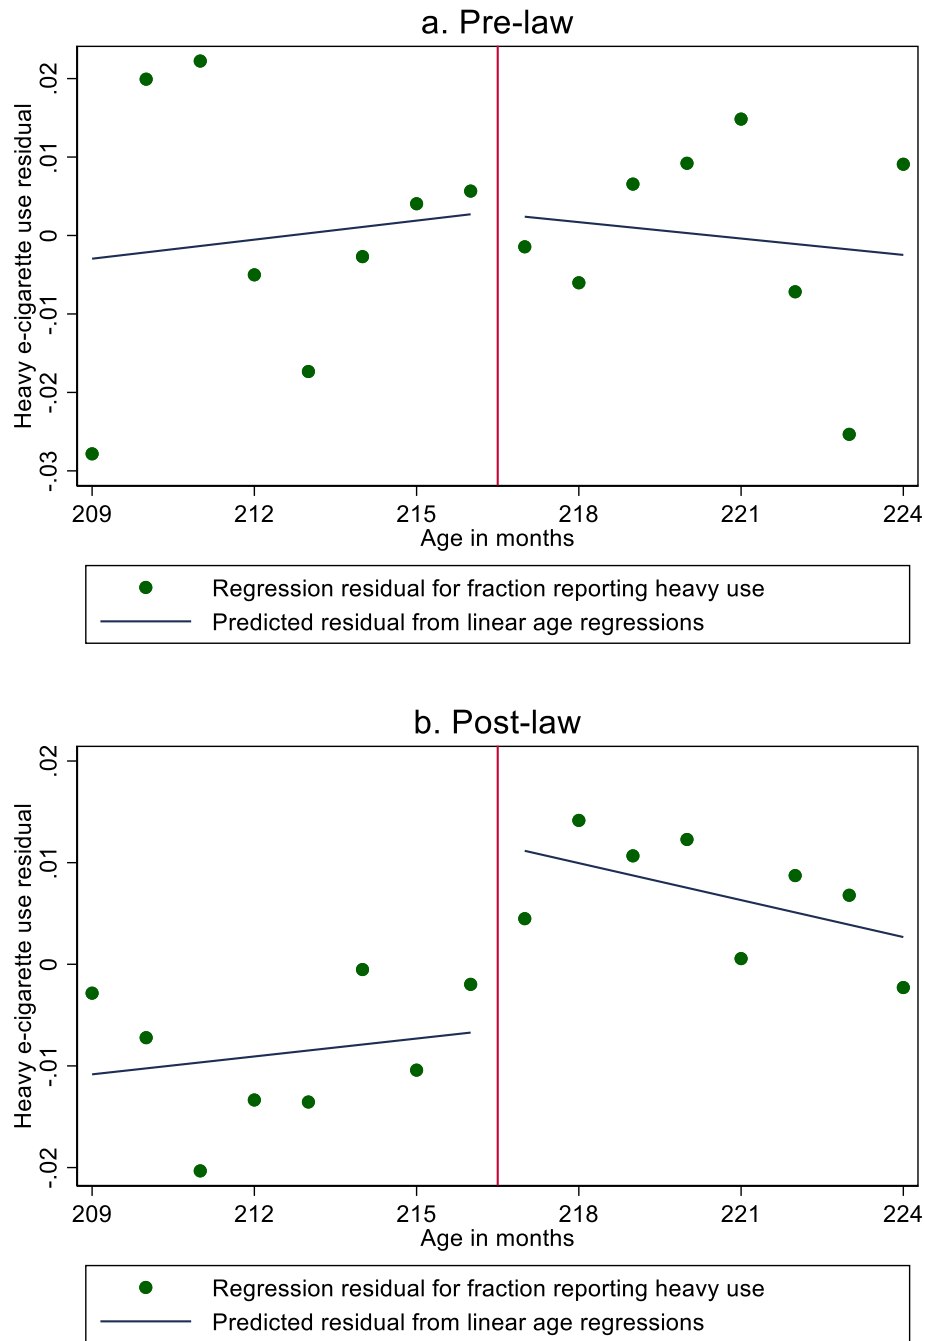 a. Pre-law
Heavy e-cigarette use residual
.02
.01
0
-.01
-.02
-.03
209 212 215 218 221 224
Age in months
Regression residual for fraction reporting heavy use
Predicted residual from linear age regressions
b. Post-law
Heavy e-cigarette use residual
.02
.01
0
-.01
-.02
209 212 215 218 221 224
Age in months
Regression residual for fraction reporting heavy use
Predicted residual from linear age regressions